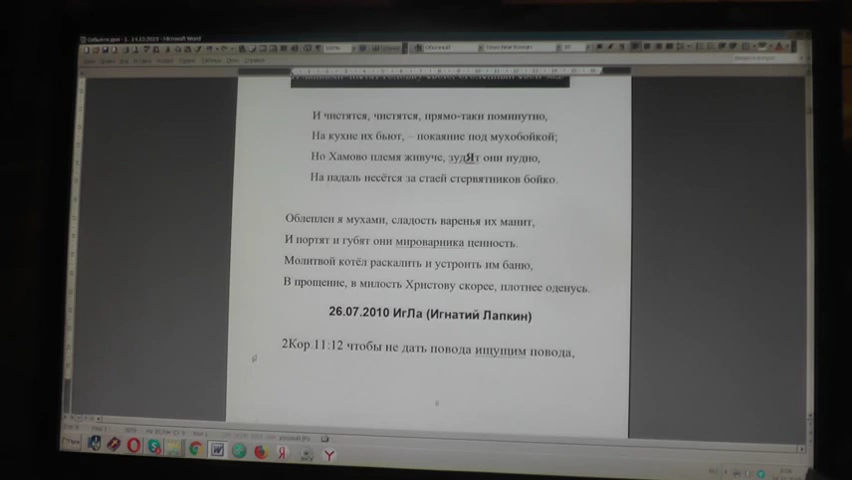 И чистятся, чистятся, прямо-таки поминутно,
На кухне их бьют, – покаяние под мухобойкой;
Но Хамово племя живуче, зудЯт они нудно,
На падаль несётся за стаей стервятников бойко.
Облеплен я мухами, сладость варенья их манит,
И портят и губят они мироварника ценность.
Молитвой котёл раскалить и устроить им баню,
В прощение, в милость Христову скорее, плотнее оденусь.
26.07.2010 ИгЛа (Игнатий Лапкин)
2Кор.11:12 чтобы не дать повода ищущим повода,